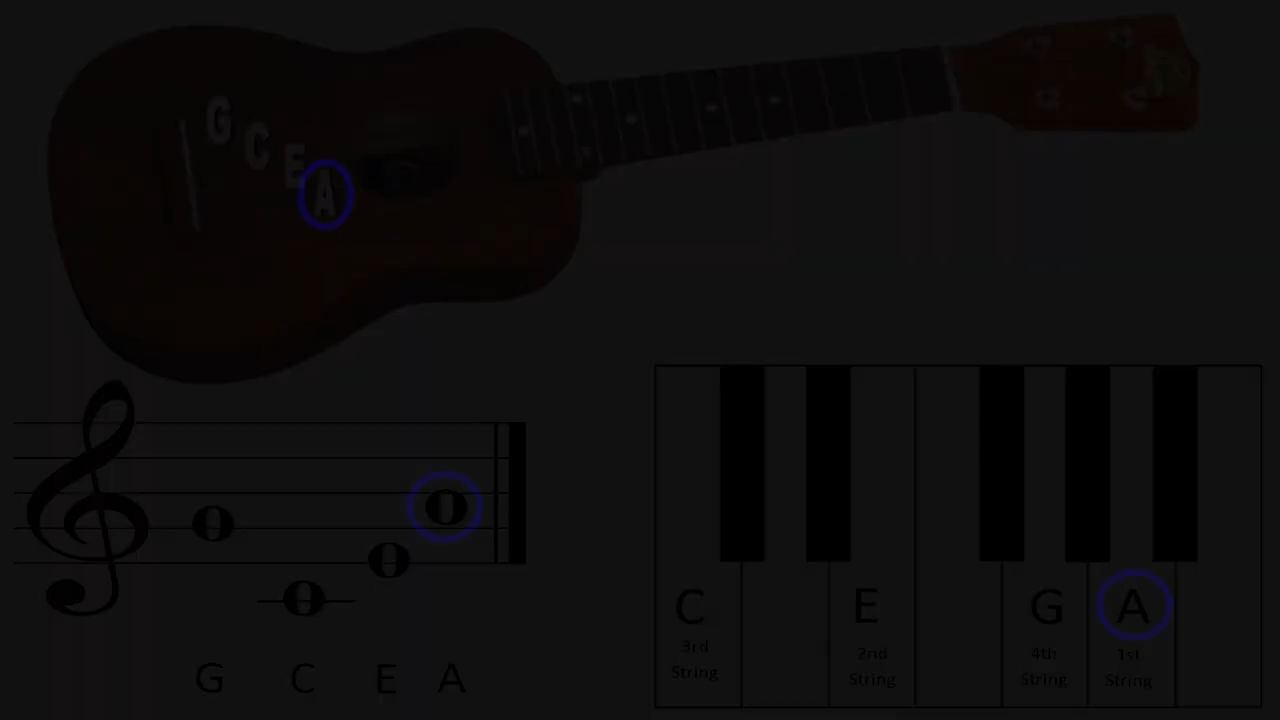 G
C
E
A
C E G A
3rd 2nd 4th 1st
String String String String
G C E A